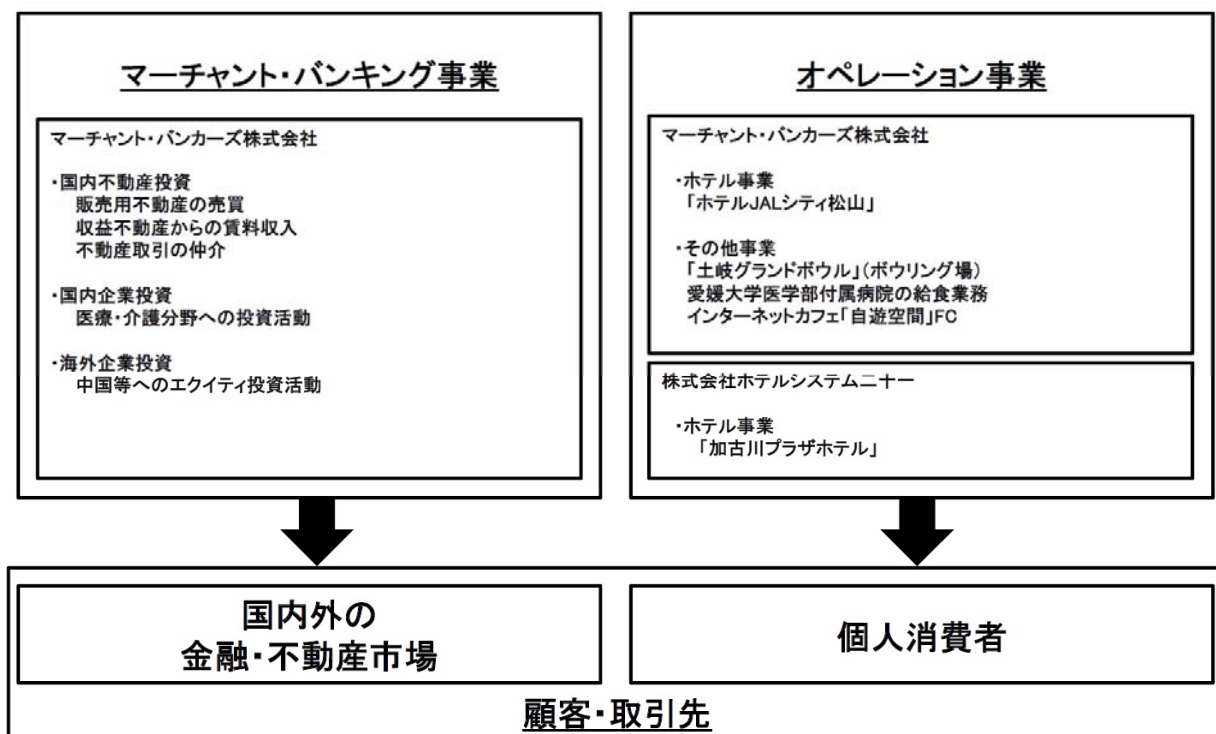 マーチャント・バンキング事業
マーチャント・バンカーズ株式会社
・国内不動産投資
販売用不動産の売買
収益不動産からの賃料収入
不動産取引の仲介
・国内企業投資
医療・介護分野への投資活動
・海外企業投資
中国等へのエクイティ投資活動
オペレーション事業
マーチャント・バンカーズ株式会社
・ホテル事業
「ホテルJALシティ松山」
・その他事業
「土岐グランドボウル」(ボウリング場)
愛媛大学医学部付属病院の給食業務
インターネットカフェ「自遊空間」FC
株式会社ホテルシステム二十一
・ホテル事業
「加古川プラザホテル」
国内外の
金融・不動産市場
個人消費者
顧客・取引先